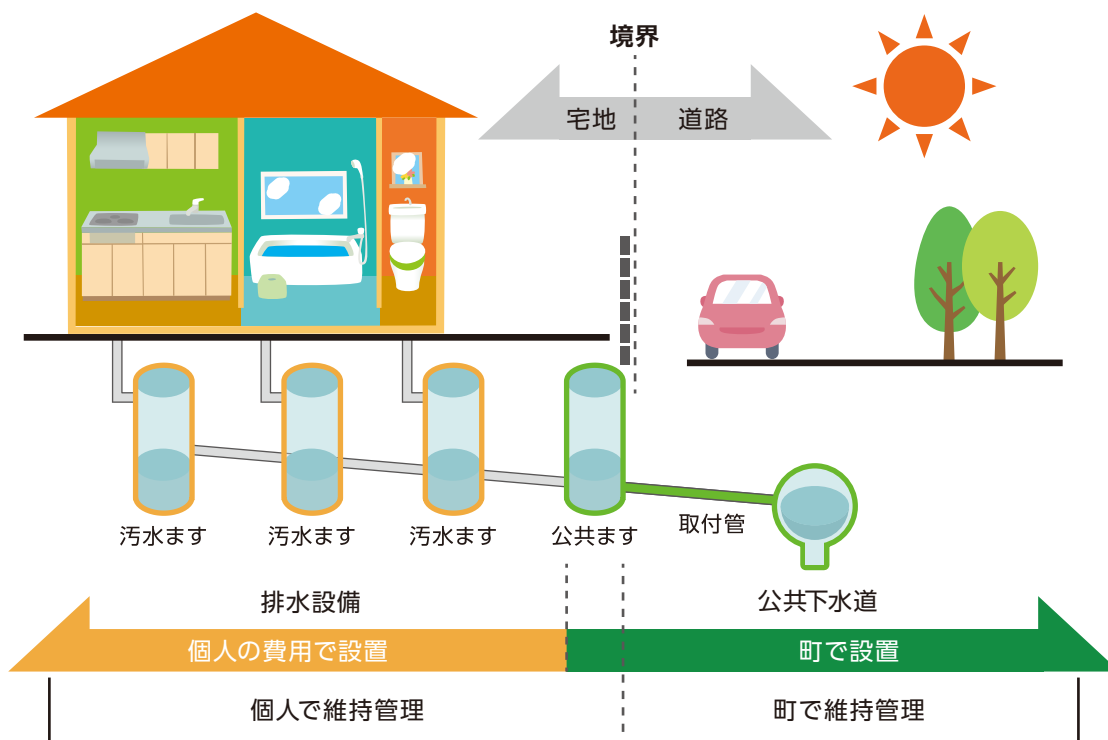 境界
宅地
道路
汚水ます
汚水ます
汚水ます
公共ます
取付管
排水設備
公共下水道
個人の費用で設置
町で設置
個人で維持管理
町で維持管理